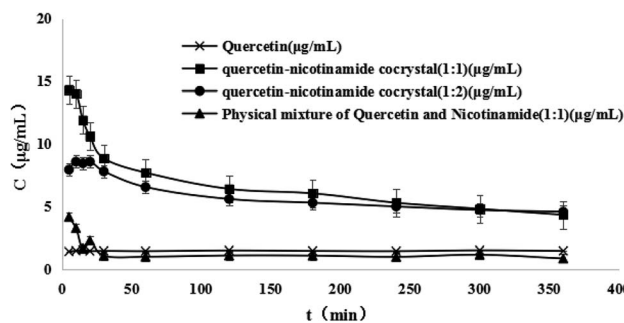 20
15
10
5
0
C（μg/mL）
Quercetin(μg/mL)
quercetin-nicotinamide cocrystal(1:1)(μg/mL)
quercetin-nicotinamide cocrystal(1:2)(μg/mL)
Physical mixture of Quercetin and Nicotinamide(1:1)(μg/mL)
0 50 100 150 200 250 300 350 400
t（min）